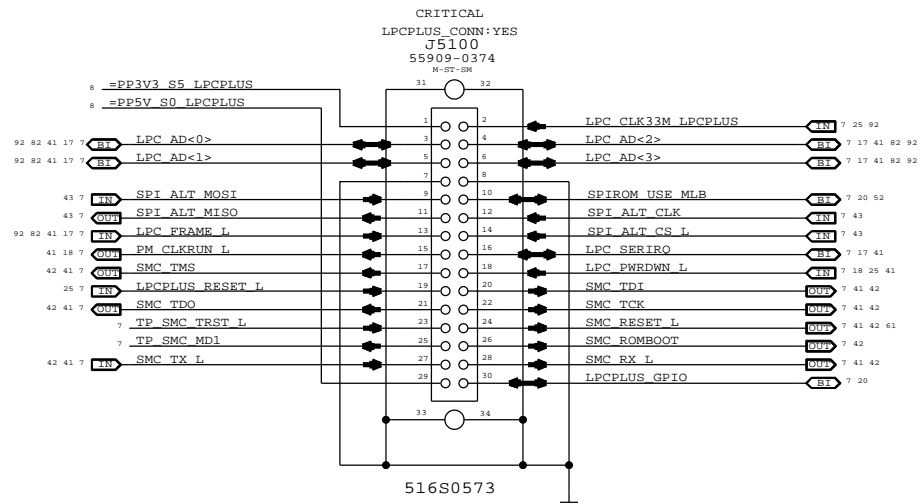 CRITICAL
LPCPLUS_CONN:YES
J5100
55909-0374
M-ST-SM
31 32
8 =PP3V3_S5_LPCPLUS
8 =PP5V_S0_LPCPLUS
1 2 LPC_CLK33M_LPCPLUS IN 7 25 92
92 82 41 17 7 BI LPC_AD<0> 3 4 LPC_AD<2> BI 7 17 41 82 92
92 82 41 17 7 BI LPC_AD<1> 5 6 LPC_AD<3> BI 7 17 41 82 92
7 8
43 7 IN SPI_ALT_MOSI 9 10 SPIROM_USE_MLB BI 7 20 52
43 7 OUT SPI_ALT_MISO 11 12 SPI_ALT_CLK IN 7 43
92 82 41 17 7 IN LPC_FRAME_L 13 14 SPI_ALT_CS_L IN 7 43
41 18 7 OUT PM_CLKRUN_L 15 16 LPC_SERIRQ BI 7 17 41
42 41 7 OUT SMC_TMS 17 18 LPC_PWRDWN_L IN 7 18 25 41
25 7 IN LPCPLUS_RESET_L 19 20 SMC_TDI OUT 7 41 42
42 41 7 OUT SMC_TDO 21 22 SMC_TCK OUT 7 41 42
7 TP_SMC_TRST_L 23 24 SMC_RESET_L OUT 7 41 42 61
7 TP_SMC_MD1 25 26 SMC_ROMBOOT OUT 7 42
42 41 7 IN SMC_TX_L 27 28 SMC_RX_L OUT 7 41 42
29 30 LPCPLUS_GPIO BI 7 20
33 34
516S0573